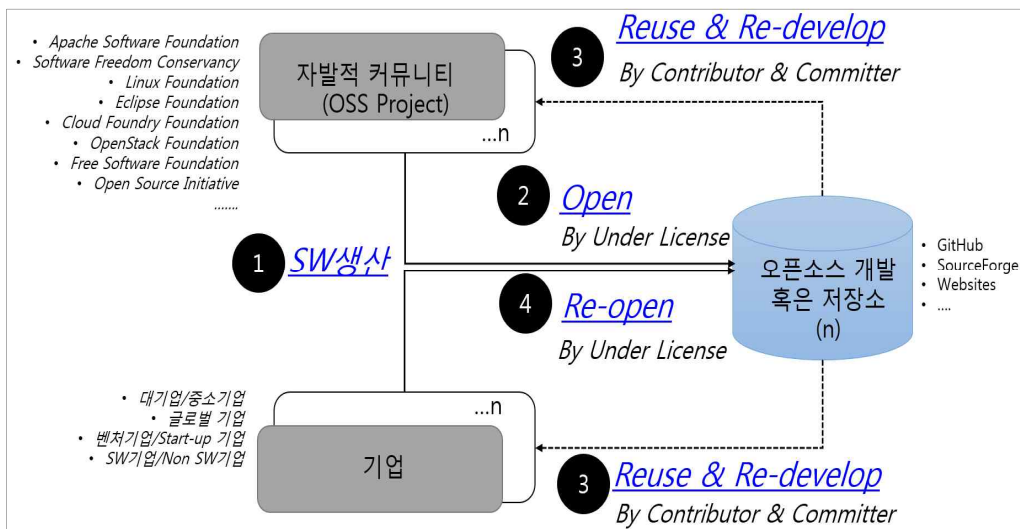 • Apache Software Foundation
• Software Freedom Conservancy
• Linux Foundation
• Eclipse Foundation
• Cloud Foundry Foundation
• OpenStack Foundation
• Free Software Foundation
• Open Source Initiative
.......
자발적 커뮤니티
(OSS Project)
...n
3
Reuse & Re-develop
By Contributor & Committer
2
Open
By Under License
1
SW생산
4
Re-open
By Under License
오픈소스 개발
혹은 저장소
(n)
• GitHub
• SourceForge
• Websites
• ....
• 대기업/중소기업
• 글로벌 기업
• 벤처기업/Start-up 기업
• SW기업/Non SW기업
...n
기업
3
Reuse & Re-develop
By Contributor & Committer